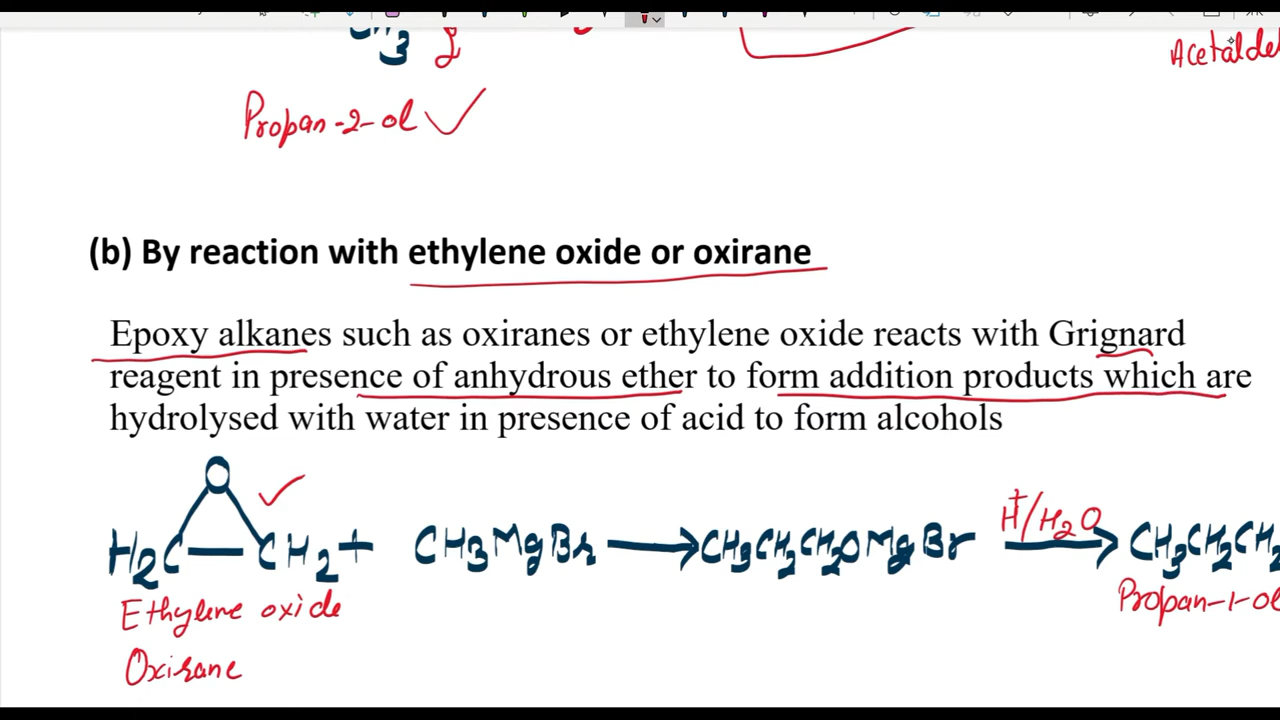 CH3
Acetalde
Propan-2-ol
(b) By reaction with ethylene oxide or oxirane
Epoxy alkanes such as oxiranes or ethylene oxide reacts with Grignard
reagent in presence of anhydrous ether to form addition products which are
hydrolysed with water in presence of acid to form alcohols
O
H2C CH2 + CH3MgBr → CH3CH2CH2OMgBr H+/H2O → CH3CH2CH2
Ethylene oxide Propan-1-ol
Oxirane